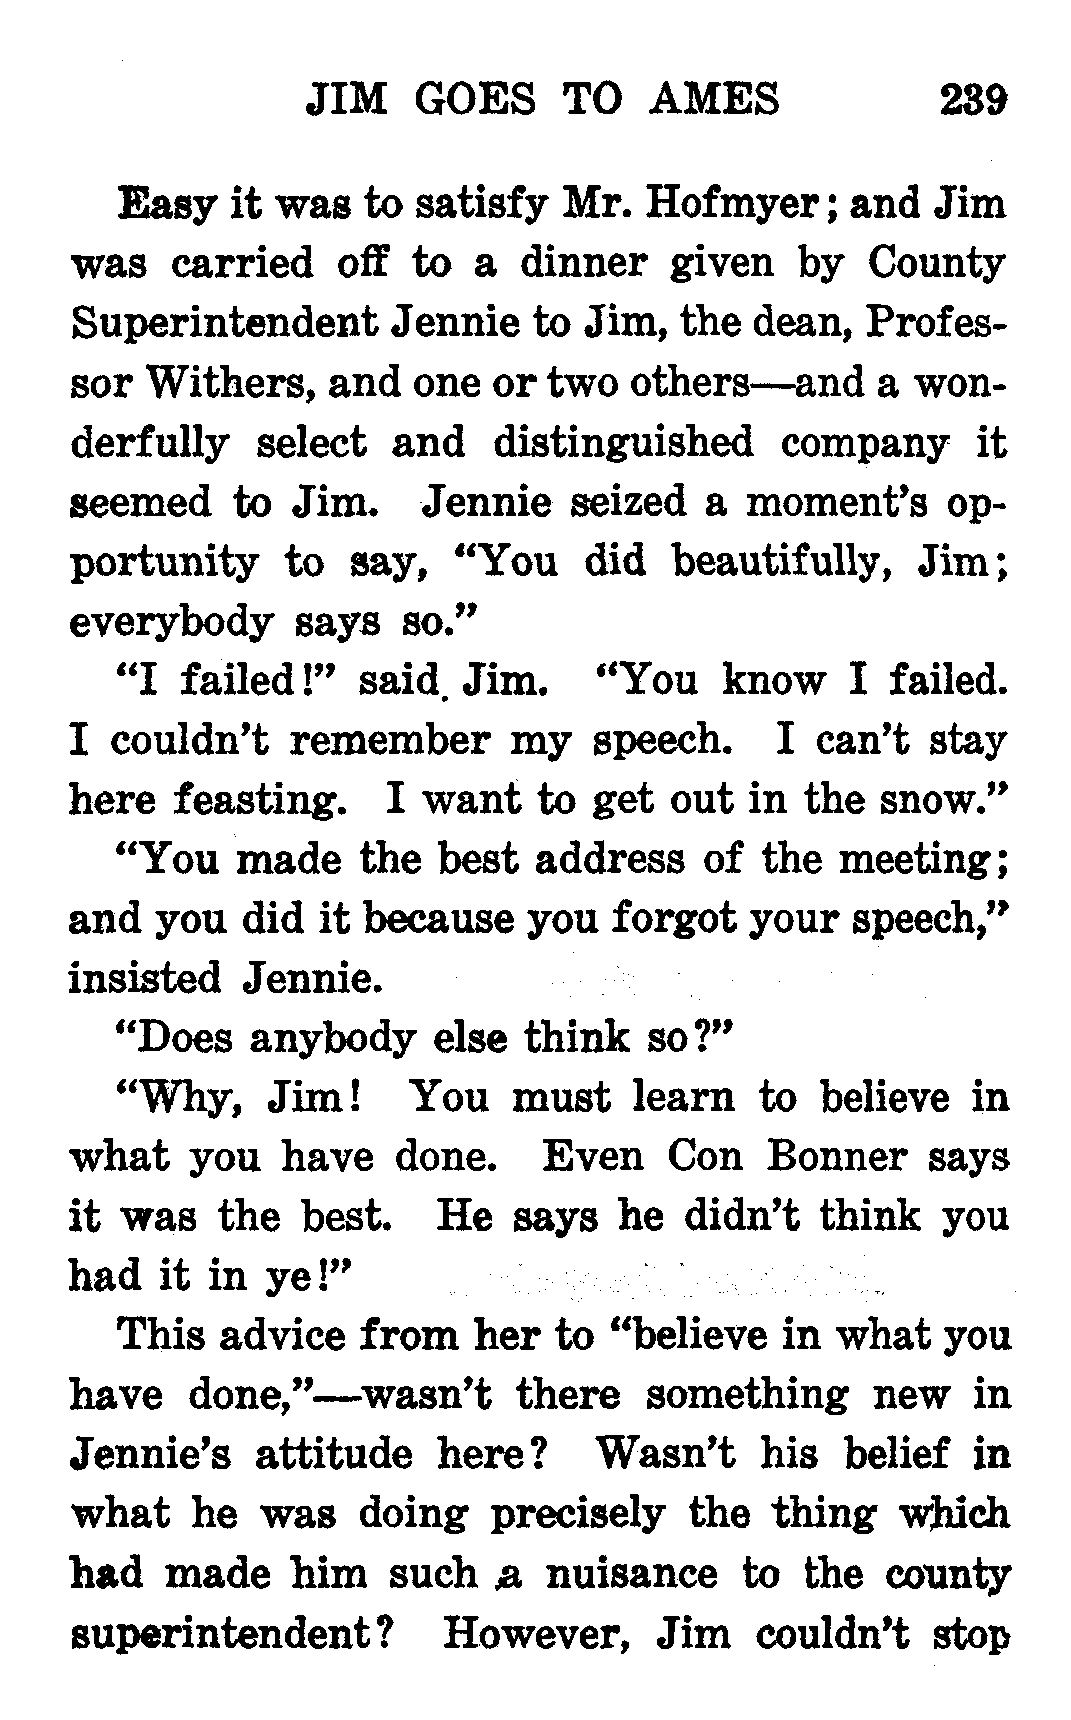 JIM GOES TO AMES 239
Easy it was to satisfy Mr. Hofmyer; and Jim
was carried off to a dinner given by County
Superintendent Jennie to Jim, the dean, Profes-
sor Withers, and one or two others—and a won-
derfully select and distinguished company it
seemed to Jim. Jennie seized a moment's op-
portunity to say, "You did beautifully, Jim;
everybody says so."
"I failed!" said Jim. "You know I failed.
I couldn't remember my speech. I can't stay
here feasting. I want to get out in the snow."
"You made the best address of the meeting;
and you did it because you forgot your speech,"
insisted Jennie.
"Does anybody else think so?"
"Why, Jim! You must learn to believe in
what you have done. Even Con Bonner says
it was the best. He says he didn't think you
had it in ye!"
This advice from her to "believe in what you
have done,"—wasn't there something new in
Jennie's attitude here? Wasn't his belief in
what he was doing precisely the thing which
had made him such a nuisance to the county
superintendent? However, Jim couldn't stop